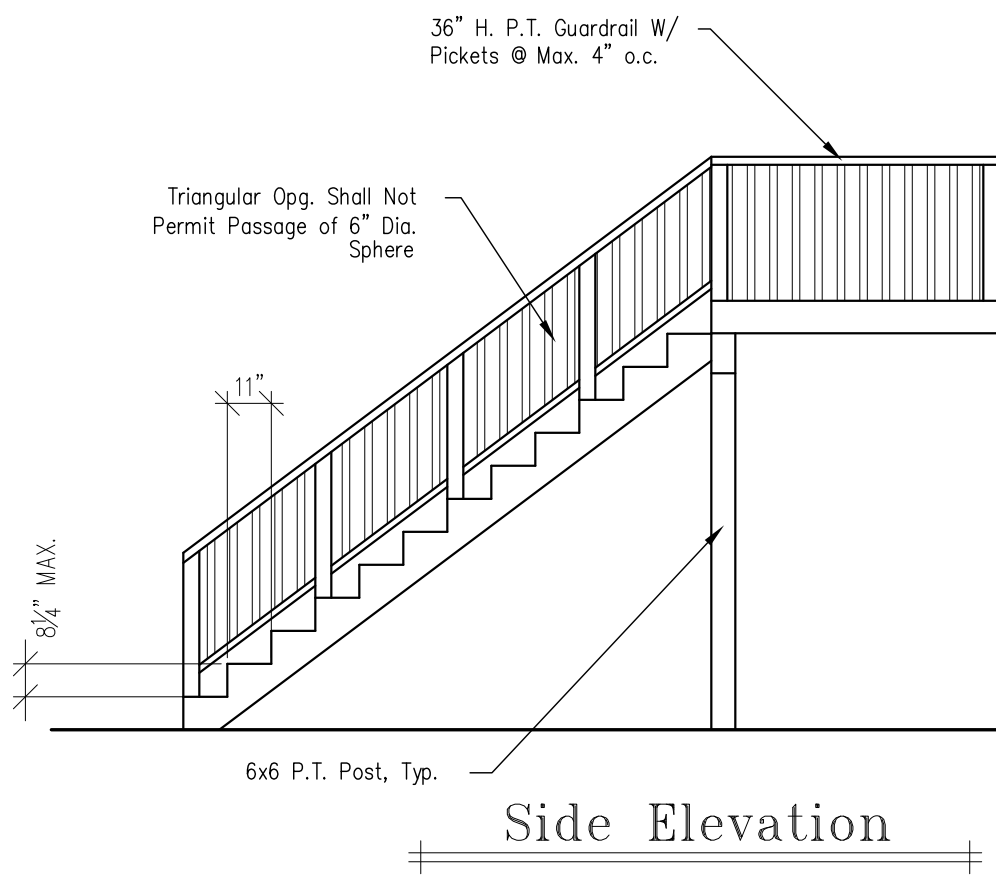 36" H. P.T. Guardrail W/
Pickets @ Max. 4" o.c.
Triangular Opg. Shall Not
Permit Passage of 6" Dia.
Sphere
11"
8¼" MAX.
6x6 P.T. Post, Typ.
Side Elevation